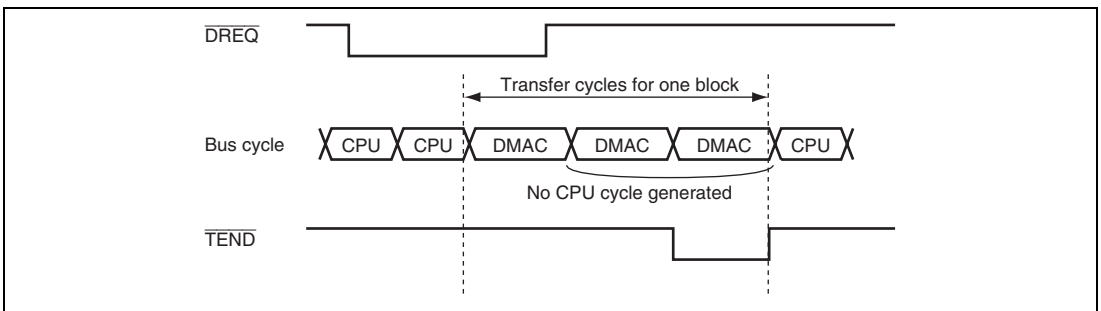 DREQ
Transfer cycles for one block
Bus cycle CPU CPU DMAC DMAC DMAC CPU
No CPU cycle generated
TEND